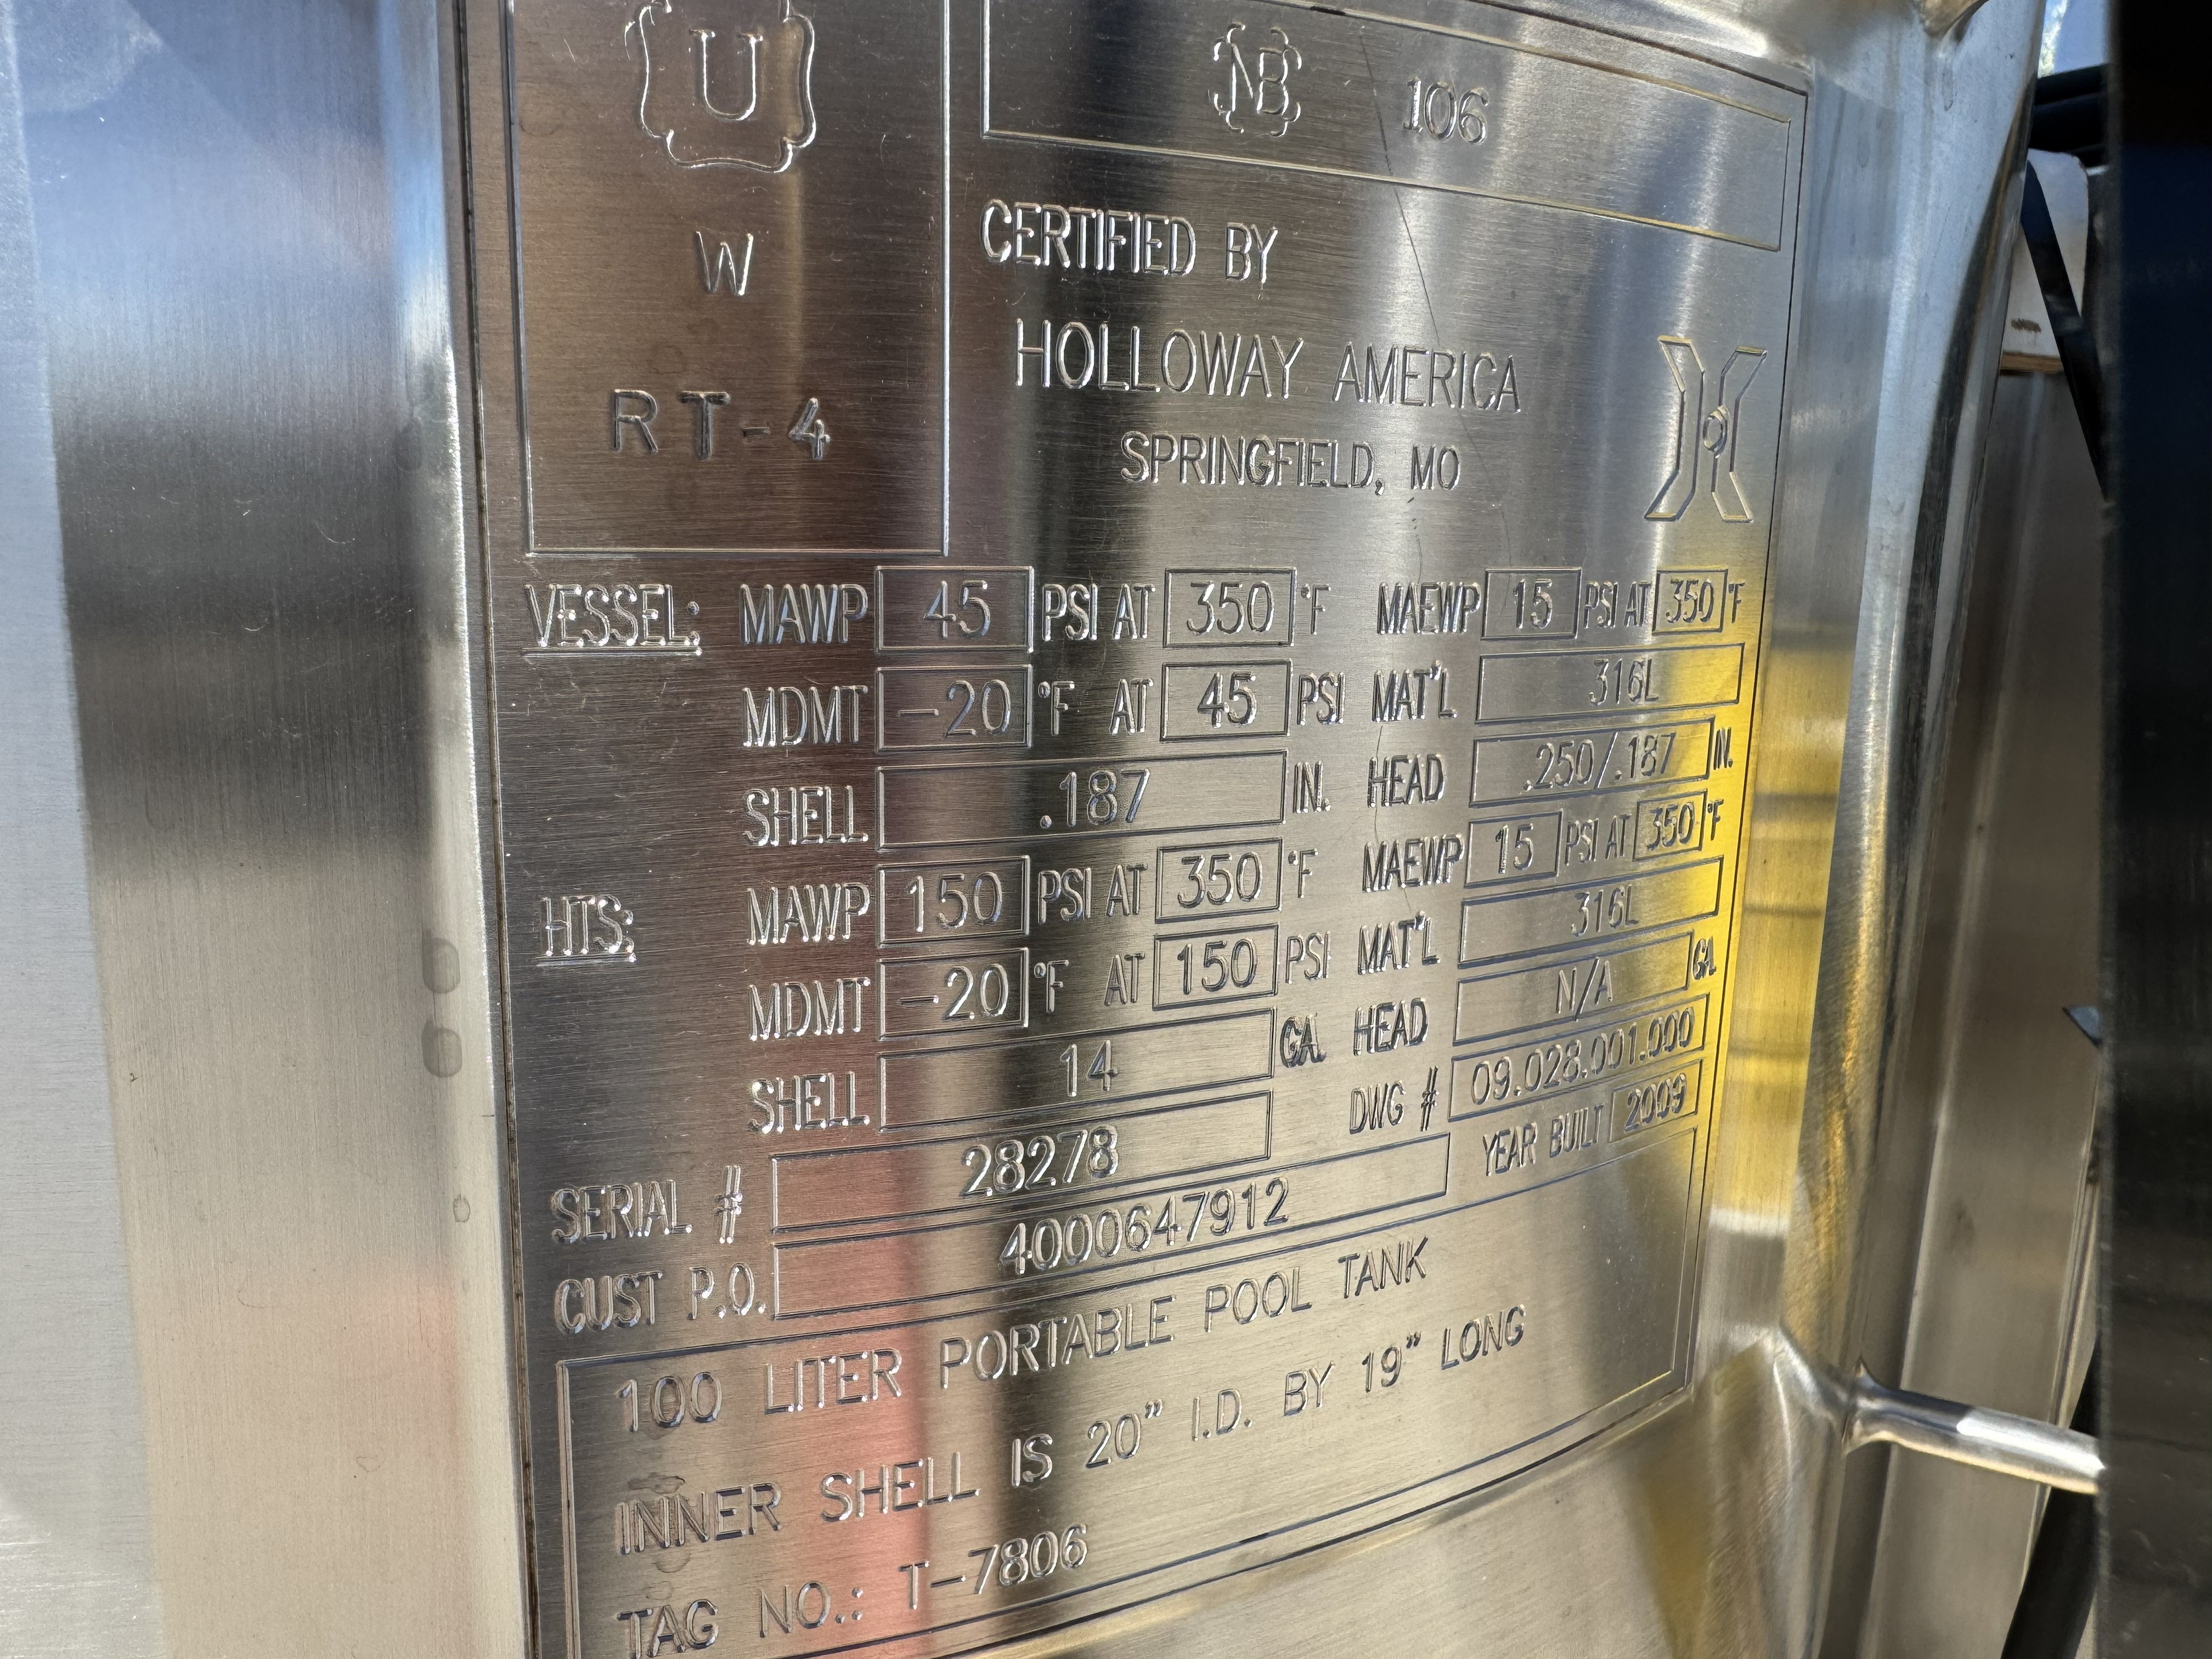 U
W
RT-4
NB 106
CERTIFIED BY
HOLLOWAY AMERICA
SPRINGFIELD, MO
H
VESSEL: MAWP 45 PSI AT 350 °F MAEWP 15 PSI AT 350 °F
MDMT -20 °F AT 45 PSI MAT'L 316L
SHELL .187 IN. HEAD .250/.187 IN.
HTS: MAWP 150 PSI AT 350 °F MAEWP 15 PSI AT 350 °F
MDMT -20 °F AT 150 PSI MAT'L 316L
SHELL 14 GA. HEAD N/A GA.
SERIAL # 28278 DWG # 09.028.001.000
CUST P.O. 4000647912 YEAR BUILT 2009
100 LITER PORTABLE POOL TANK
INNER SHELL IS 20" I.D. BY 19" LONG
TAG NO.: T-7806